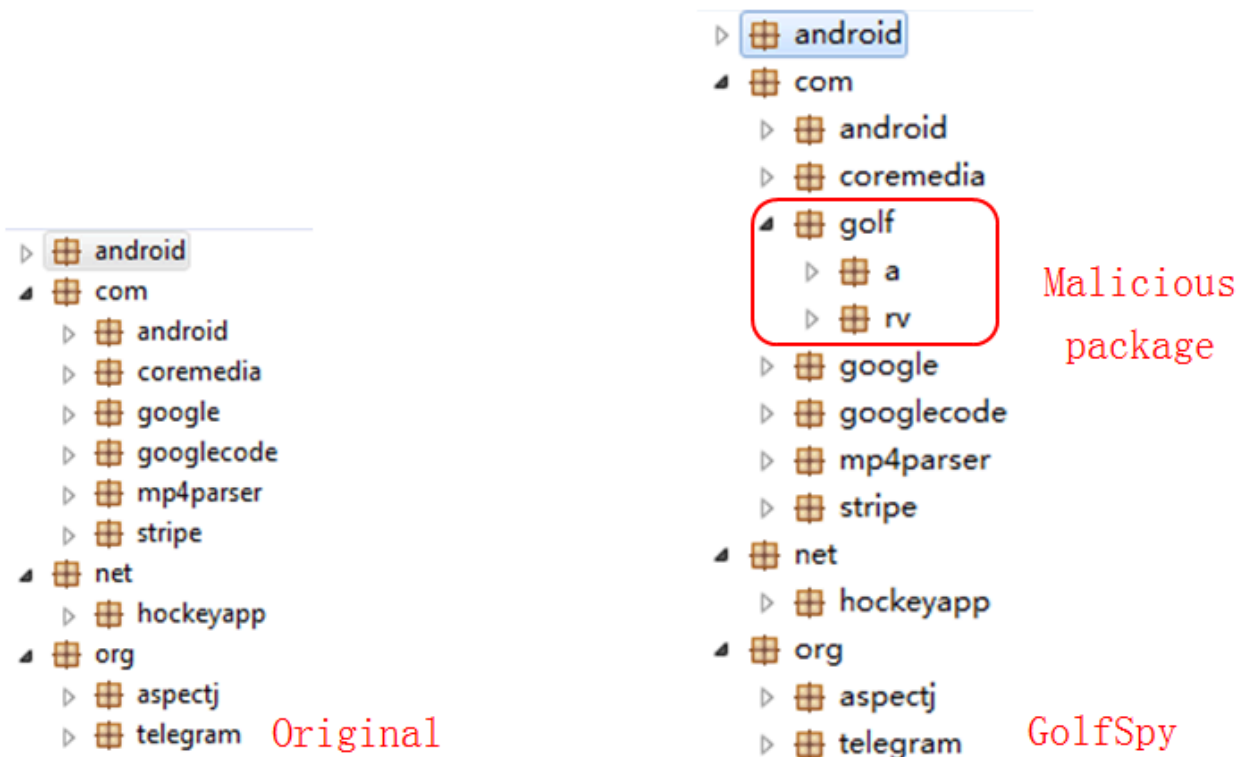 android
com
android
coremedia
google
googlecode
mp4parser
stripe
net
hockeyapp
org
aspectj
telegram
Original
android
com
android
coremedia
golf
a
rv
google
googlecode
mp4parser
stripe
net
hockeyapp
org
aspectj
telegram
Malicious
package
GolfSpy